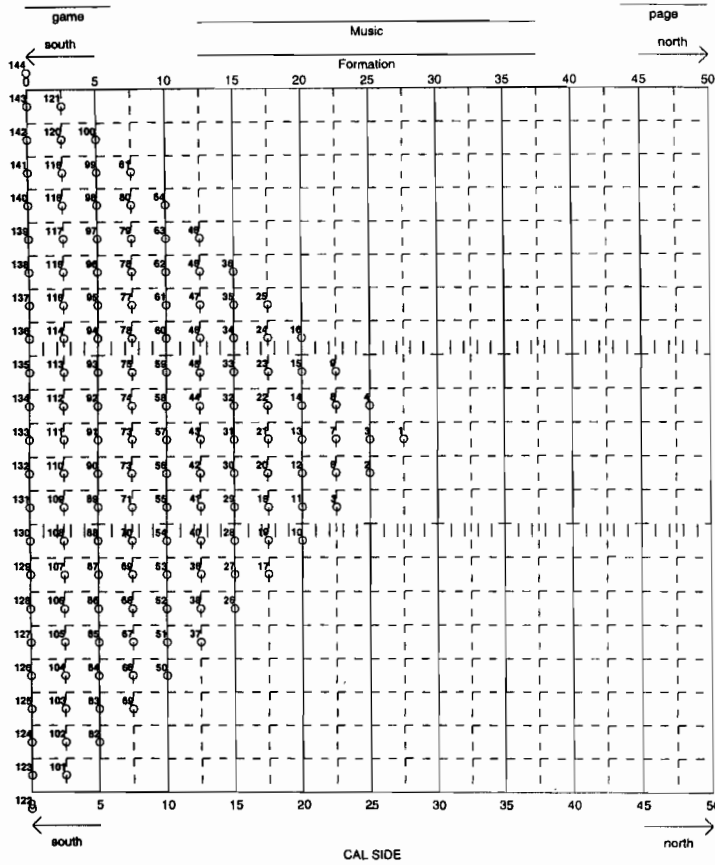 game Music page
south north
Formation
144
0 5 10 15 20 25 30 35 40 45 50
143 121
142 120 100
141 119 99 81
140 118 98 80 64
139 117 97 79 63 49
138 116 96 78 62 48 36
137 115 95 77 61 47 35 25
136 114 94 76 60 46 34 24 16
135 113 93 75 59 45 33 23 15 9
134 112 92 74 58 44 32 22 14 8 4
133 111 91 72 57 43 31 21 13 7 3 1
132 110 90 73 56 42 30 20 12 6 2
131 109 89 71 55 41 29 18 11 5
130 108 88 70 54 40 28 19 10
129 107 87 69 53 39 27 17
128 106 86 68 52 38 26
127 105 85 67 51 37
126 104 84 66 50
125 103 83 69
124 102 82
123 101
122
0 5 10 15 20 25 30 35 40 45 50
south north
CAL SIDE